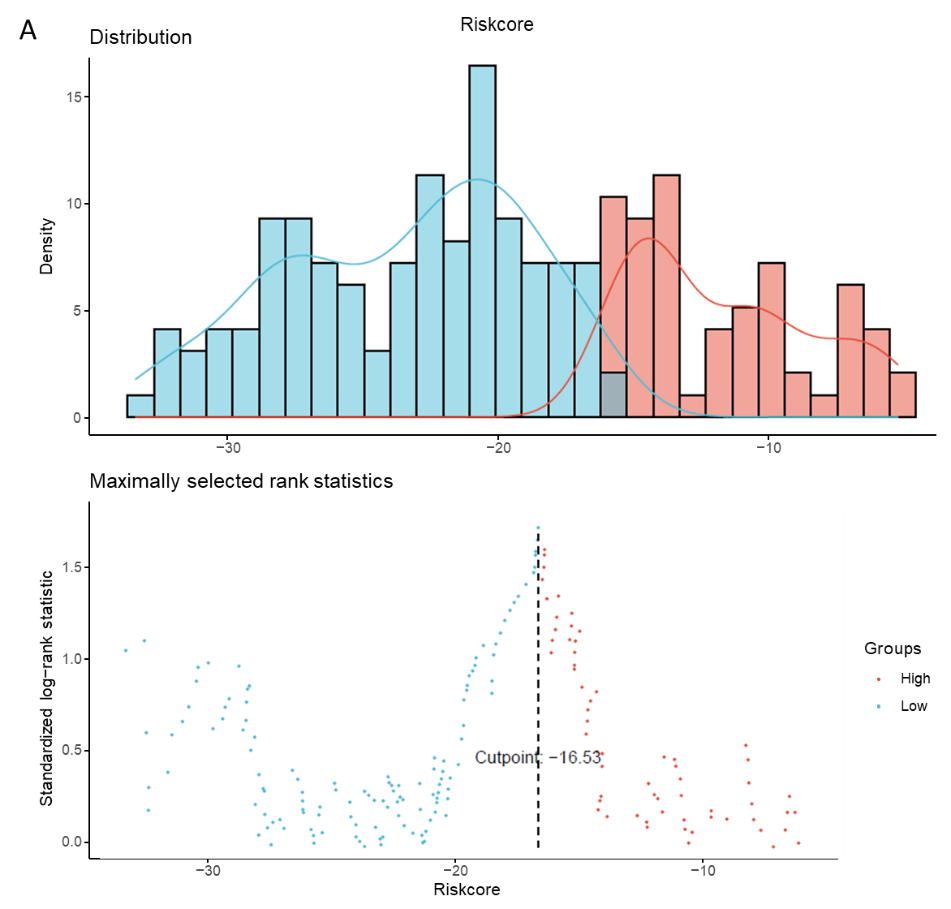 A
Riskcore
Distribution
15
10
5
0
Density
−30
−20
−10
Maximally selected rank statistics
1.5
1.0
0.5
0.0
Standardized log−rank statistic
Cutpoint: −16.53
−30
−20
−10
Riskcore
Groups
High
Low